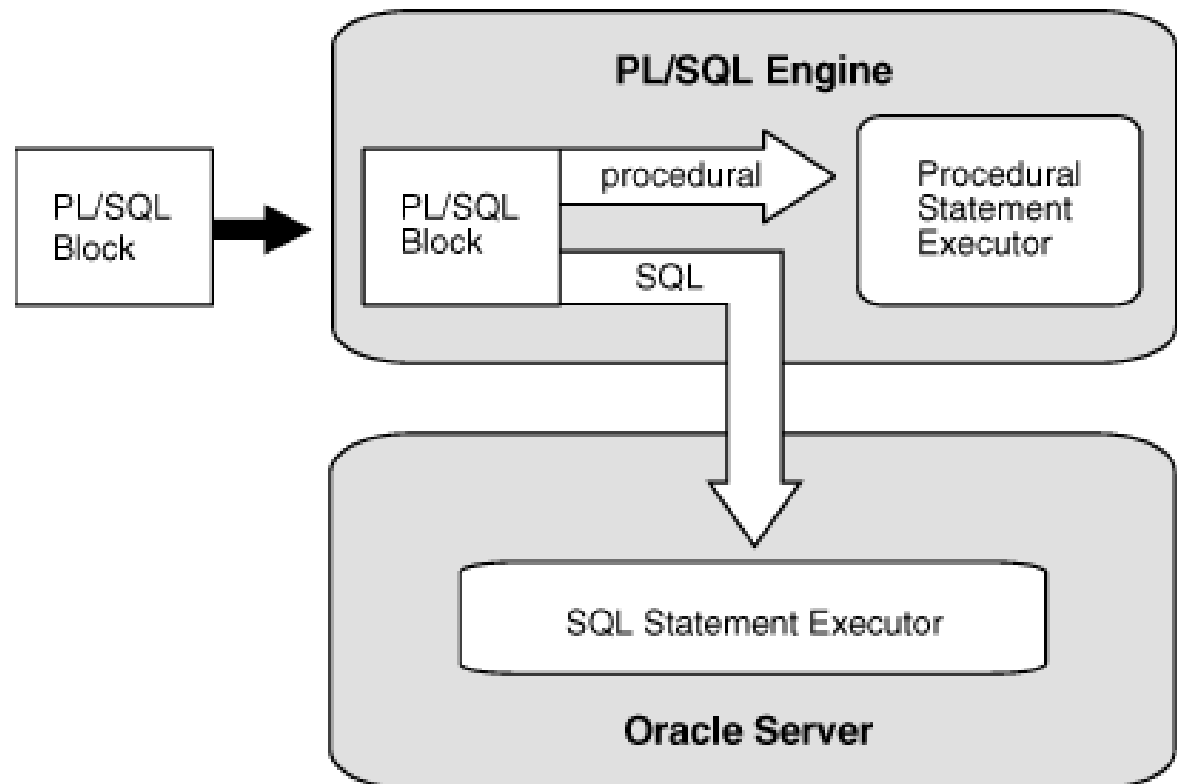 PL/SQL Engine
PL/SQL
Block
PL/SQL
Block
procedural
SQL
Procedural
Statement
Executor
SQL Statement Executor
Oracle Server